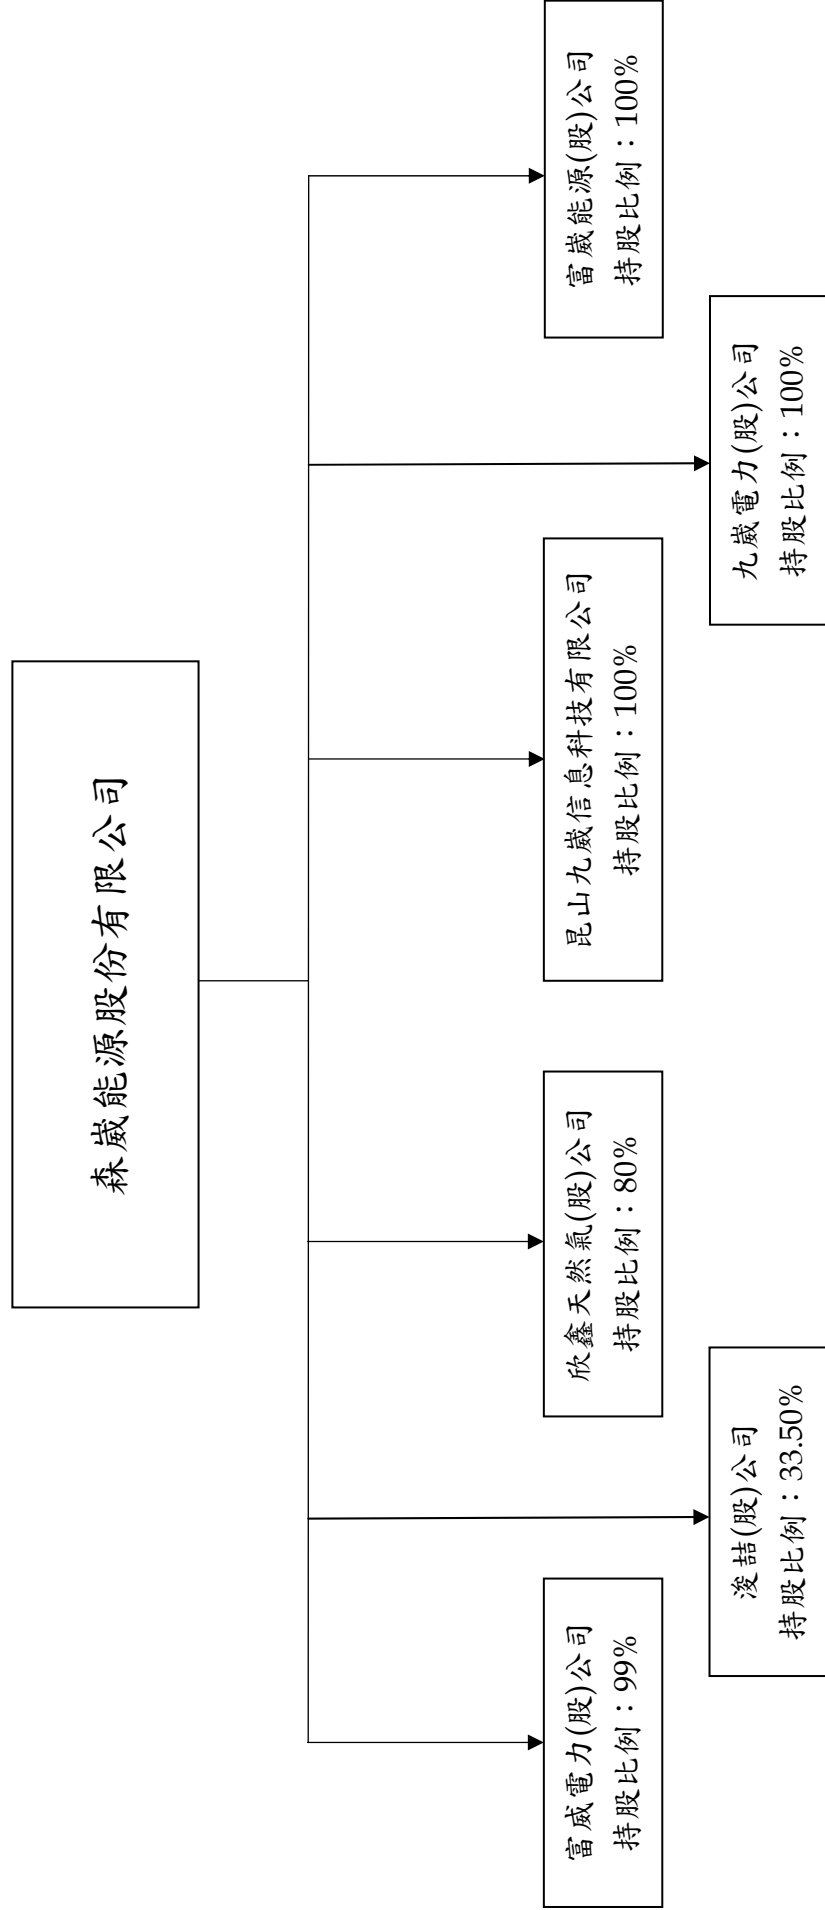 森崴能源股份有限公司
富威電力(股)公司
持股比例：99%
欣鑫天然氣(股)公司
持股比例：80%
昆山九崴信息科技有限公司
持股比例：100%
富崴能源(股)公司
持股比例：100%
浚喆(股)公司
持股比例：33.50%
九崴電力(股)公司
持股比例：100%